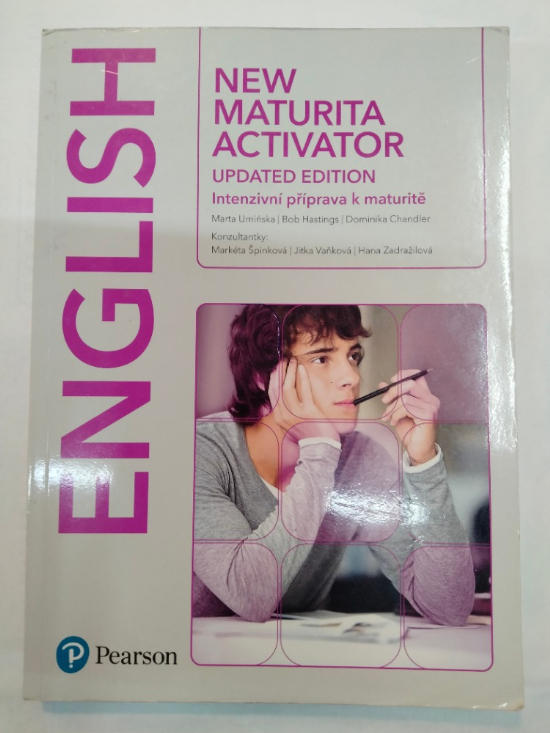 ENGLISH
NEW
MATURITA
ACTIVATOR
UPDATED EDITION
Intenzivní příprava k maturitě
Marta Umińska | Bob Hastings | Dominika Chandler
Konzultantky:
Markéta Špinková | Jitka Vaňková | Hana Zadražilová
Pearson